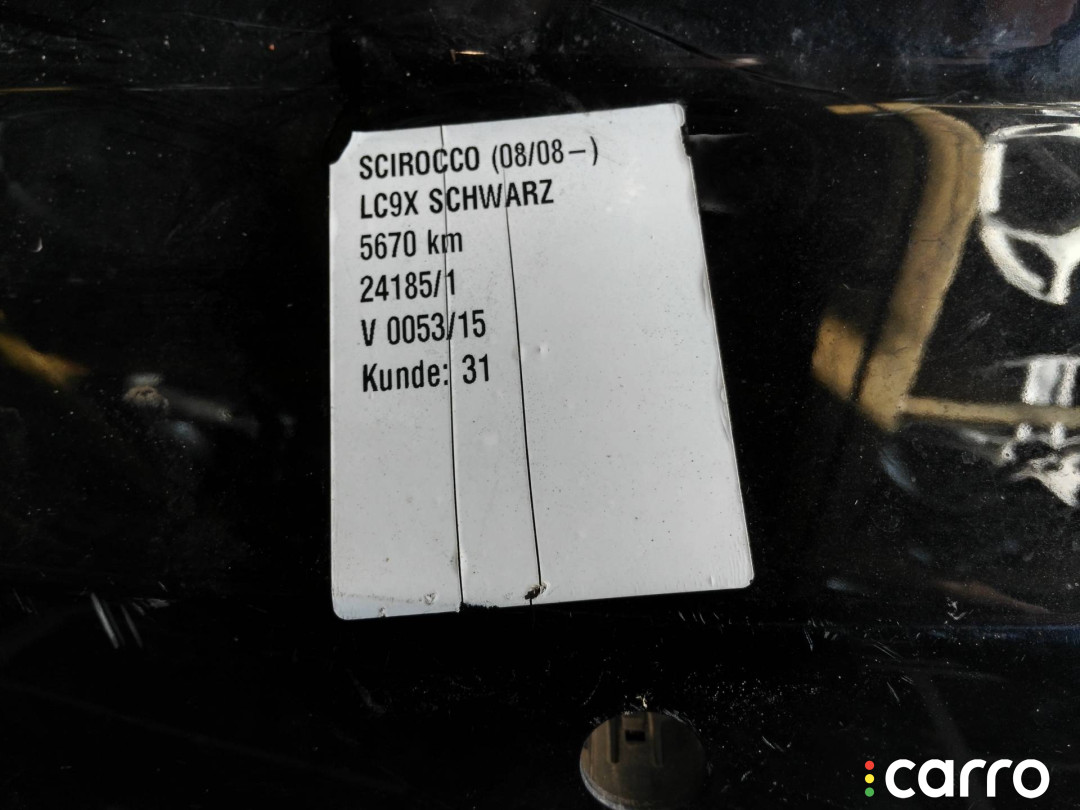 SCIROCCO (08/08–)
LC9X SCHWARZ
5670 km
24185/1
V 0053/15
Kunde: 31
carro